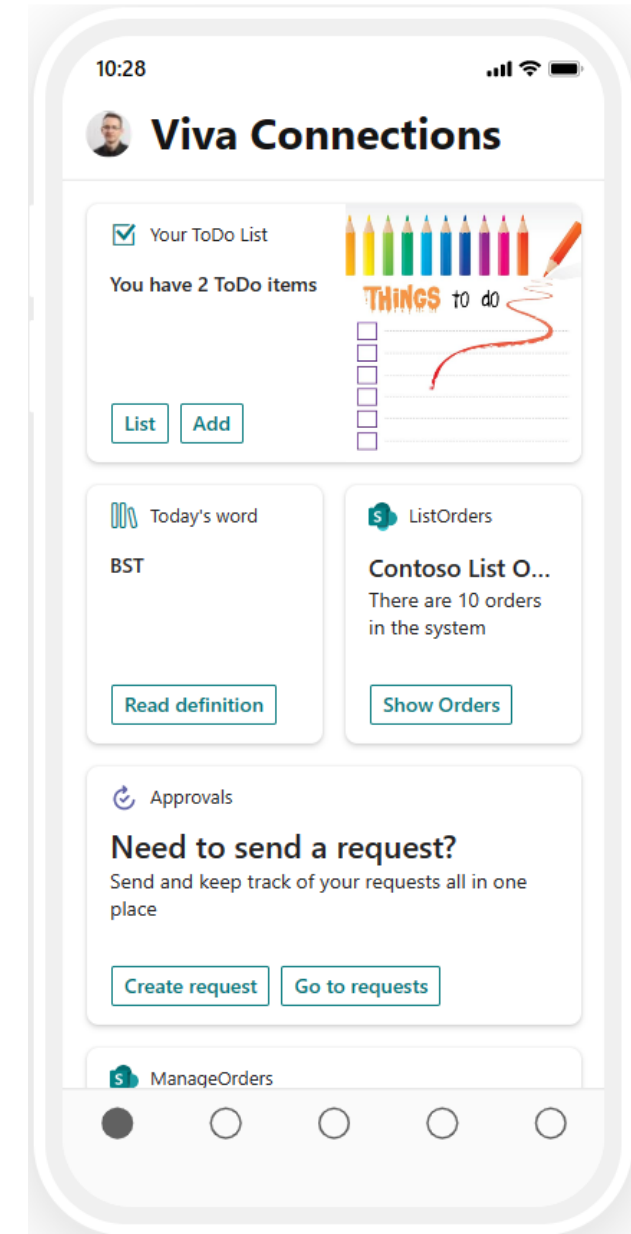 10:28
Viva Connections
Your ToDo List
You have 2 ToDo items
THiNGS to do
List Add
Today's word
BST
Read definition
ListOrders
Contoso List O...
There are 10 orders
in the system
Show Orders
Approvals
Need to send a request?
Send and keep track of your requests all in one
place
Create request Go to requests
ManageOrders